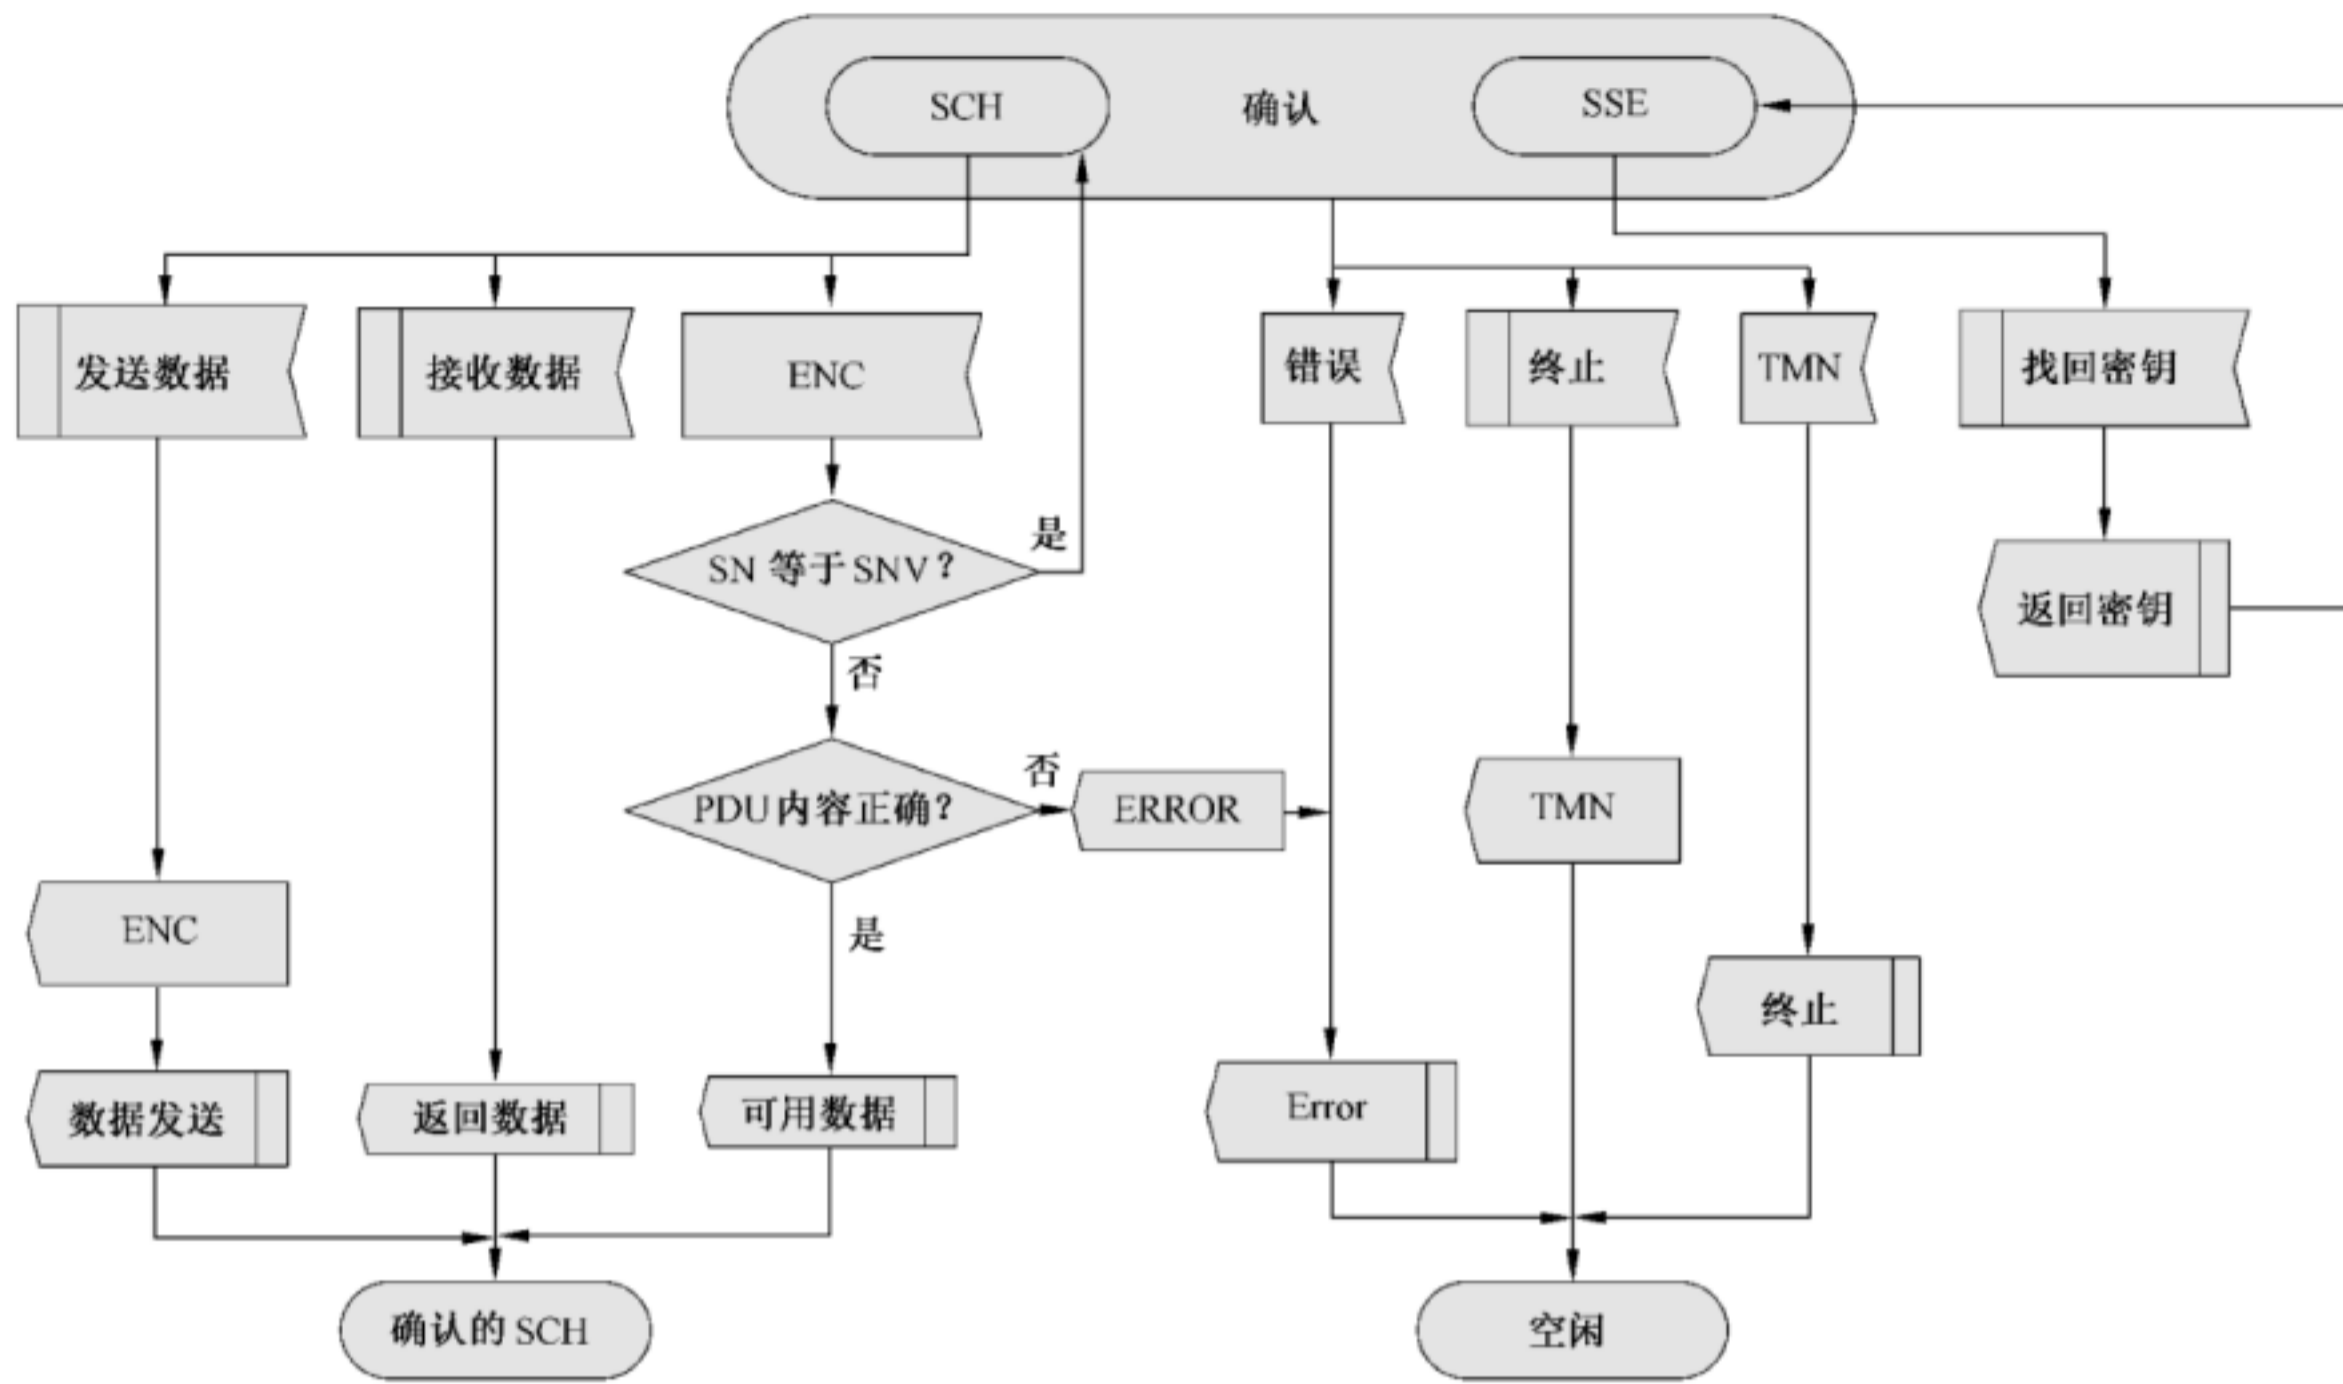 SCH
确认
SSE
发送数据
接收数据
ENC
错误
终止
TMN
找回密钥
SN 等于 SNV？
是
返回密钥
否
PDU内容正确？
否
ERROR
TMN
是
ENC
终止
数据发送
返回数据
可用数据
Error
确认的 SCH
空闲